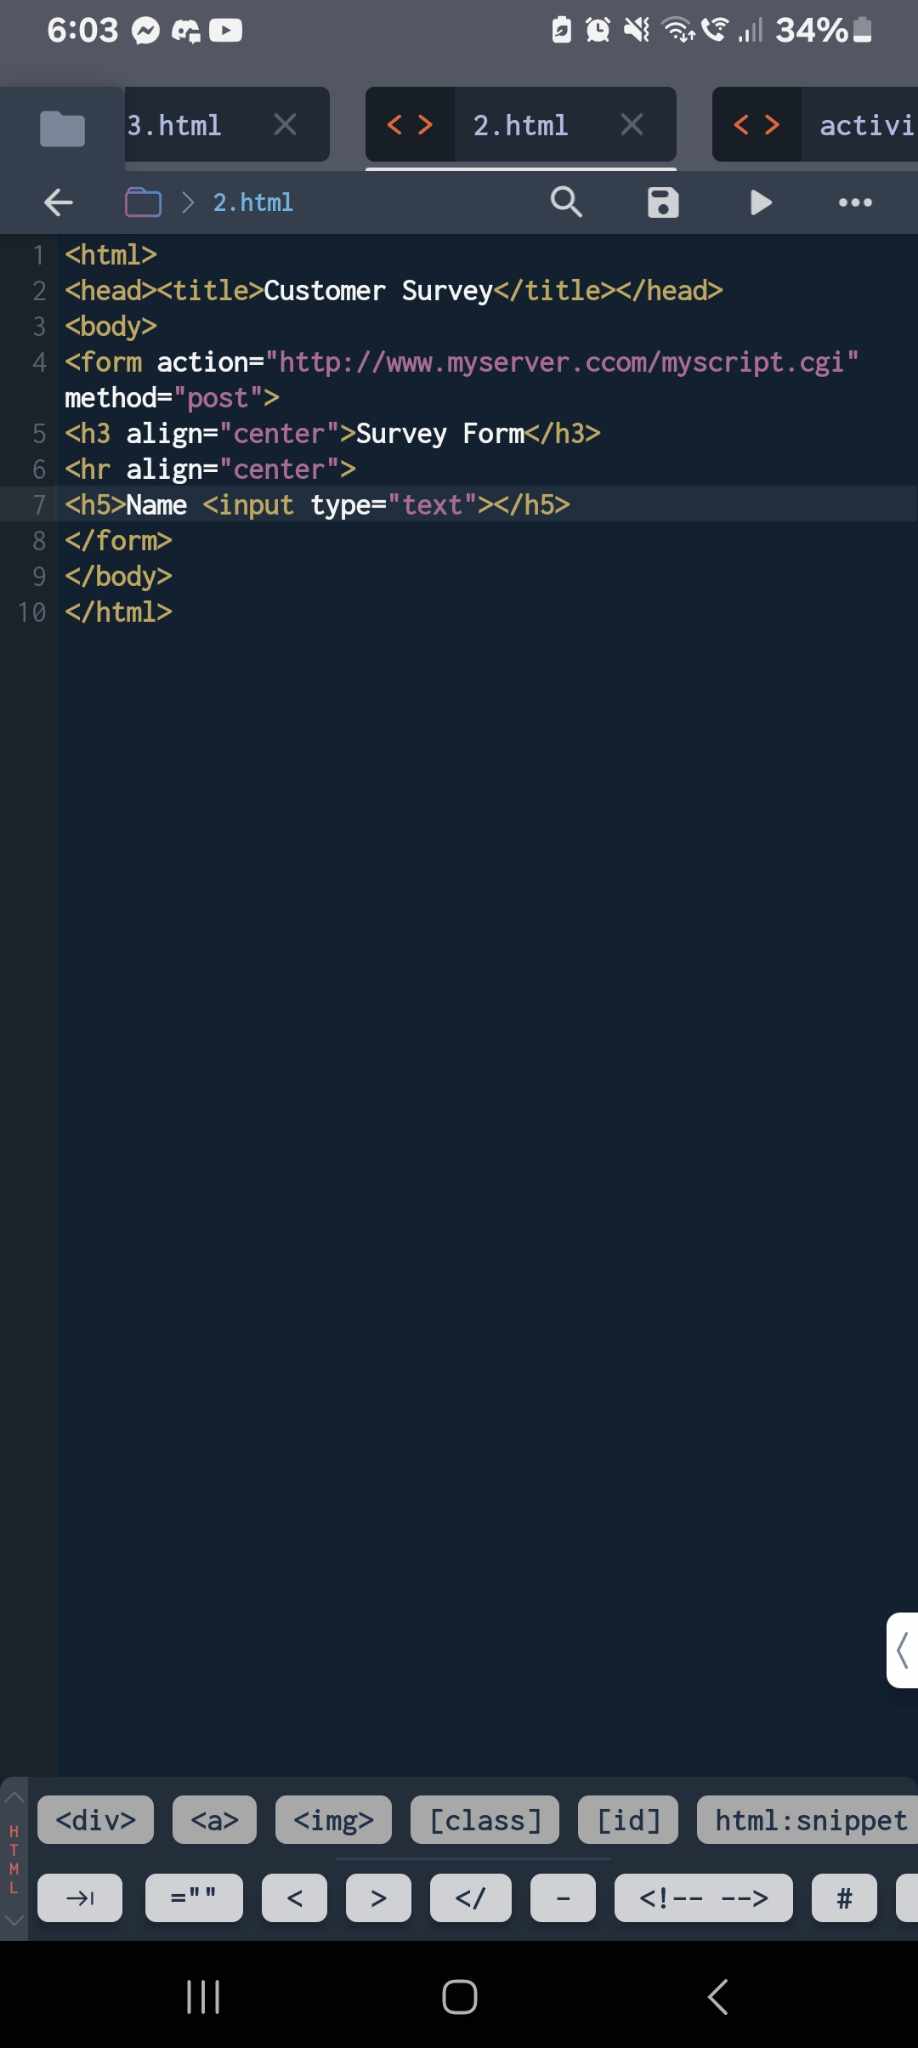 6:03
34%
3.html
2.html
activi
2.html
1 <html>
2 <head><title>Customer Survey</title></head>
3 <body>
4 <form action="http://www.myserver.ccom/myscript.cgi"
method="post">
5 <h3 align="center">Survey Form</h3>
6 <hr align="center">
7 <h5>Name <input type="text"></h5>
8 </form>
9 </body>
10 </html>
HTML
<div> <a> <img> [class] [id] html:snippet
="" < > </ - <!-- --> #